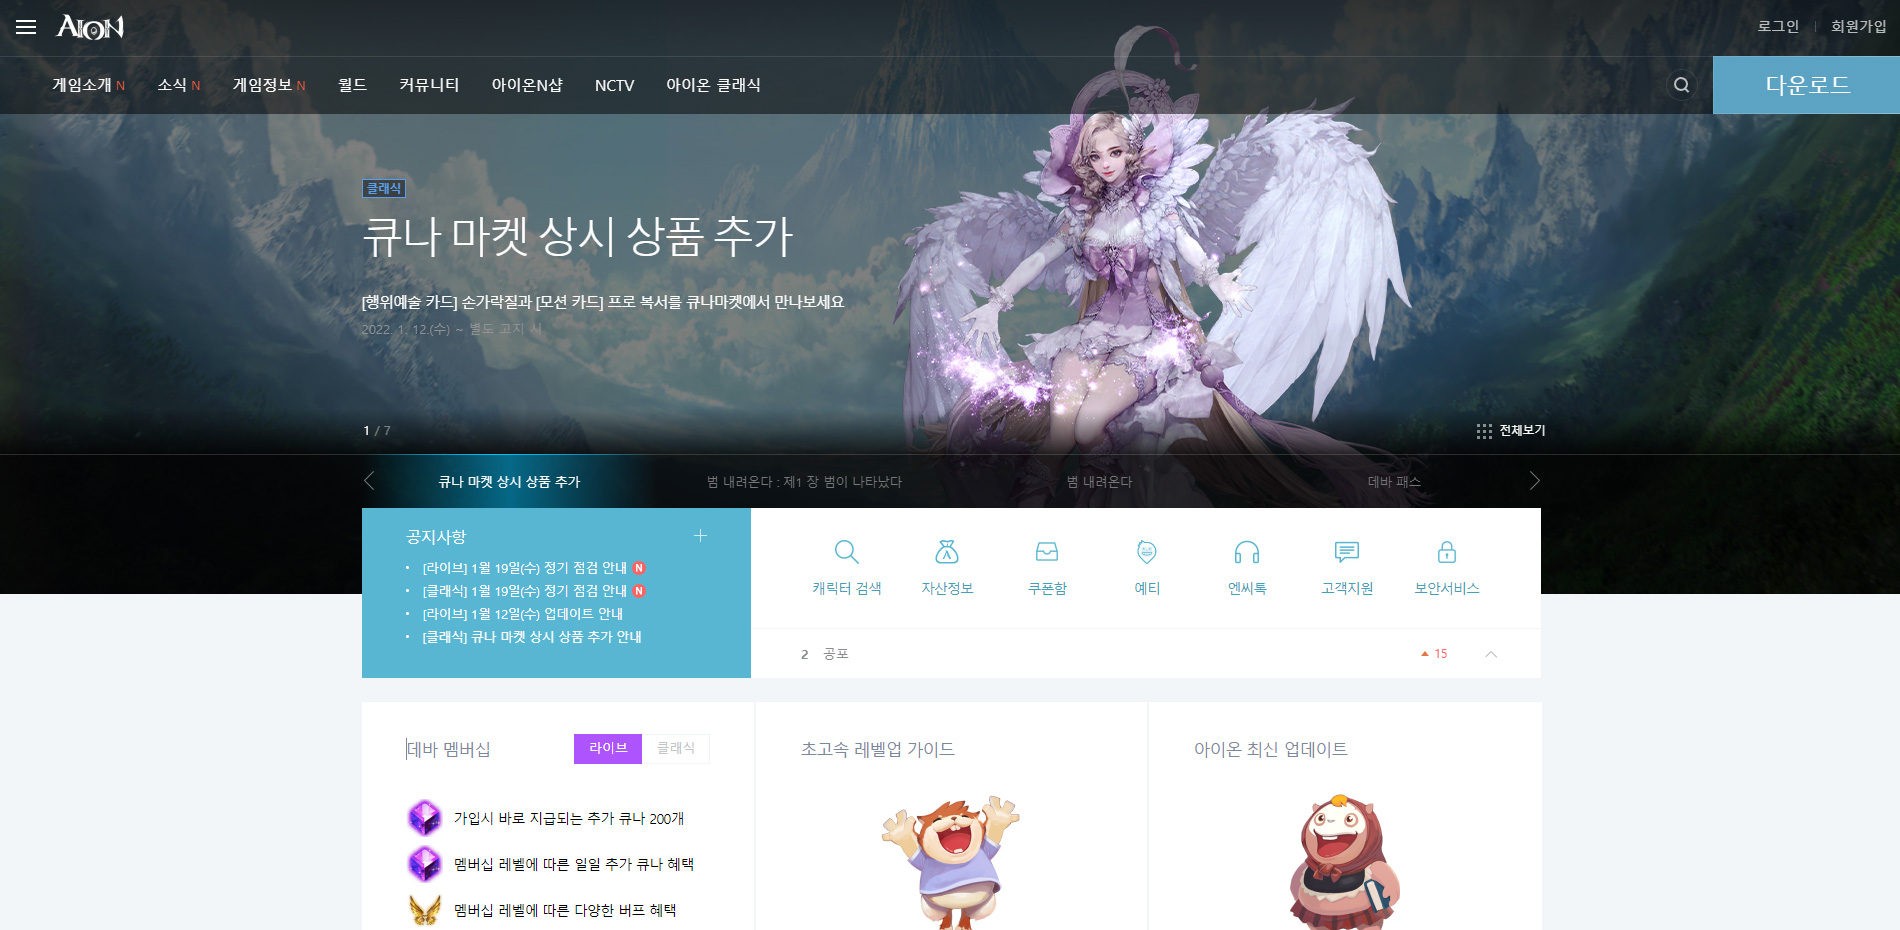 AION
로그인
회원가입
게임소개 N
소식 N
게임정보 N
월드
커뮤니티
아이온N샵
NCTV
아이온 클래식
다운로드
클래식
큐나 마켓 상시 상품 추가
[행위예술 카드] 손가락질과 [모션 카드] 프로 복서를 큐나마켓에서 만나보세요
2022. 1. 12.(수) ~ 별도 고지 시
1 / 7
전체보기
큐나 마켓 상시 상품 추가
범 내려온다 : 제1 장 범이 나타났다
범 내려온다
데바 패스
공지사항
[라이브] 1월 19일(수) 정기 점검 안내 N
[클래식] 1월 19일(수) 정기 점검 안내 N
[라이브] 1월 12일(수) 업데이트 안내
[클래식] 큐나 마켓 상시 상품 추가 안내
캐릭터 검색
자산정보
쿠폰함
예티
엔씨톡
고객지원
보안서비스
2 공포
15
데바 멤버십
라이브
클래식
가입시 바로 지급되는 추가 큐나 200개
멤버십 레벨에 따른 일일 추가 큐나 혜택
멤버십 레벨에 따른 다양한 버프 혜택
초고속 레벨업 가이드
아이온 최신 업데이트